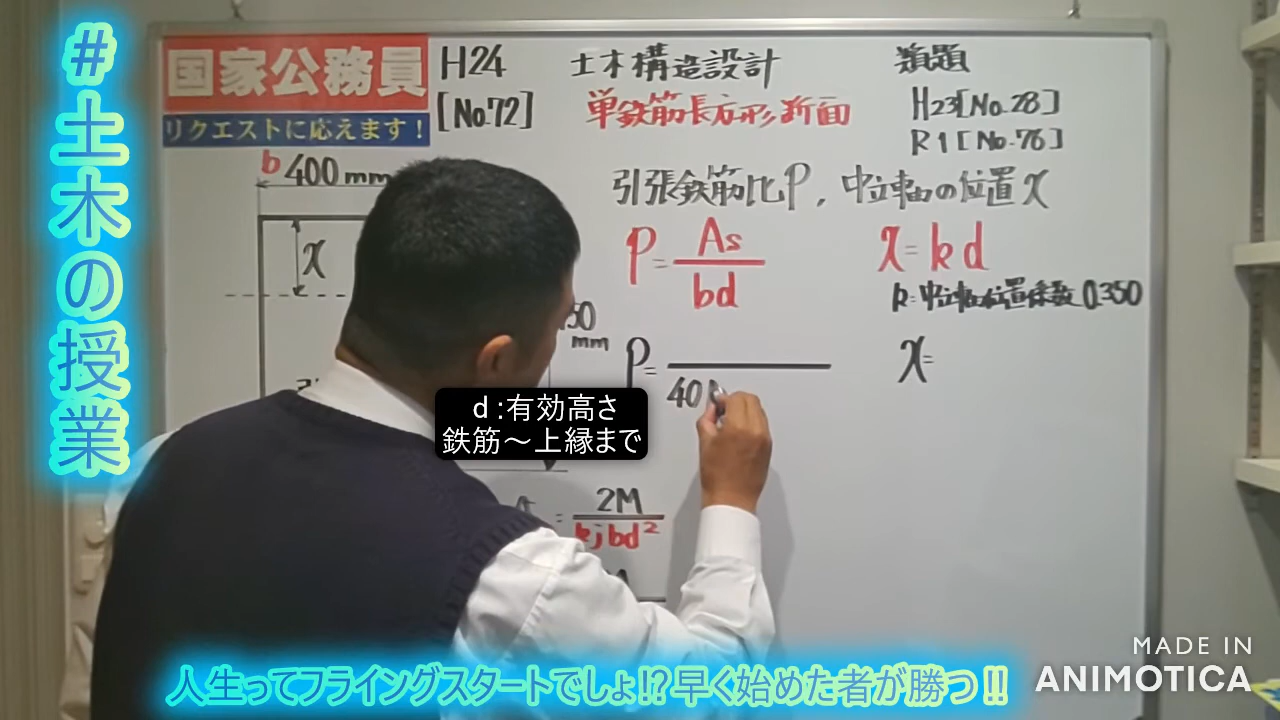 #土木の授業
国家公務員
リクエストに応えます！
H24
[No.72]
土木構造設計
単鉄筋長方形断面
類題
H23[No.28]
R1[No.76]
b 400mm
x
50
mm
引張鉄筋比P，中立軸の位置x
P=As/bd
x=kd
k=中立軸位置係数 0.350
P=
40
x=
d:有効高さ
鉄筋～上縁まで
=2M/kjbd²
人生ってフライングスタートでしょ!?早く始めた者が勝つ!!
MADE IN
ANIMOTICA